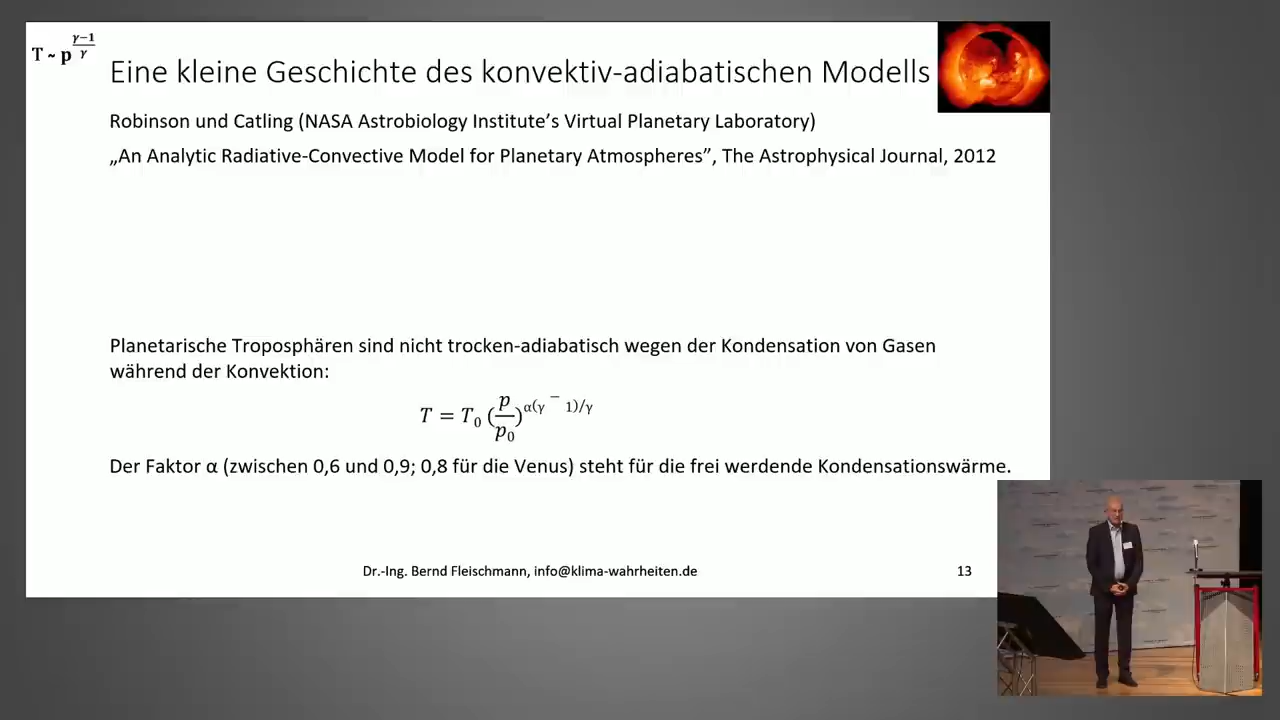 T ~ p^((γ−1)/γ)
Eine kleine Geschichte des konvektiv-adiabatischen Modells
Robinson und Catling (NASA Astrobiology Institute’s Virtual Planetary Laboratory)
„An Analytic Radiative-Convective Model for Planetary Atmospheres”, The Astrophysical Journal, 2012
Planetarische Troposphären sind nicht trocken-adiabatisch wegen der Kondensation von Gasen
während der Konvektion:
T = T₀ (p/p₀)^(α(γ − 1)/γ)
Der Faktor α (zwischen 0,6 und 0,9; 0,8 für die Venus) steht für die frei werdende Kondensationswärme.
Dr.-Ing. Bernd Fleischmann, info@klima-wahrheiten.de
13